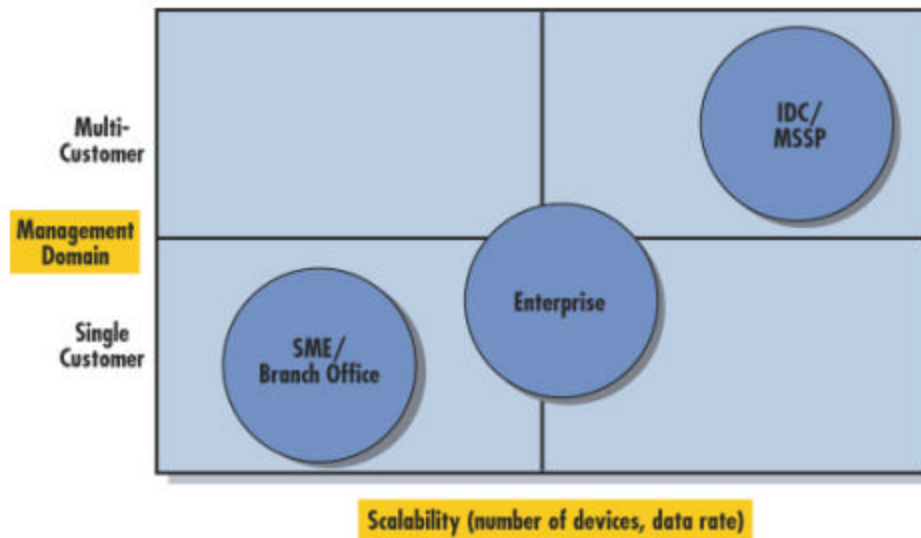 Multi-
Customer
IDC/
MSSP
Management
Domain
Enterprise
Single
Customer
SME/
Branch Office
Scalability (number of devices, data rate)